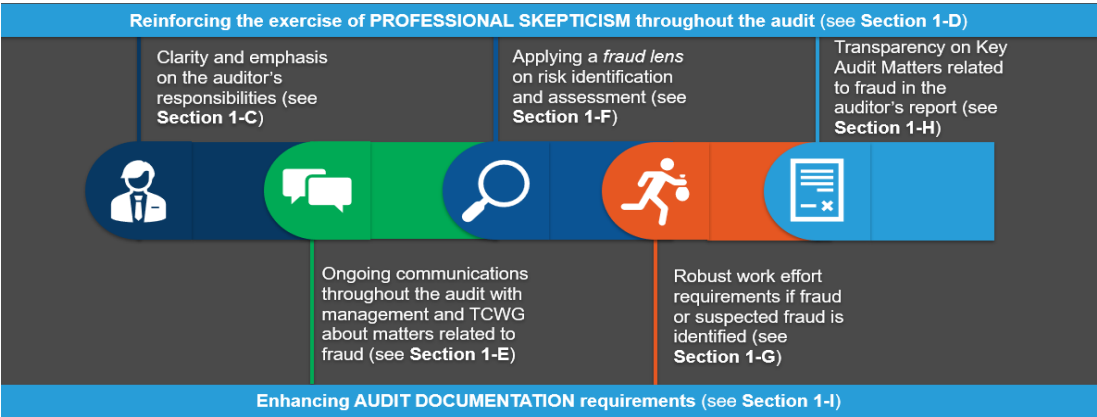 Reinforcing the exercise of PROFESSIONAL SKEPTICISM throughout the audit (see Section 1-D)
Clarity and emphasis
on the auditor's
responsibilities (see
Section 1-C)
Applying a fraud lens
on risk identification
and assessment (see
Section 1-F)
Transparency on Key
Audit Matters related
to fraud in the
auditor's report (see
Section 1-H)
Ongoing communications
throughout the audit with
management and TCWG
about matters related to
fraud (see Section 1-E)
Robust work effort
requirements if fraud
or suspected fraud is
identified (see
Section 1-G)
Enhancing AUDIT DOCUMENTATION requirements (see Section 1-I)